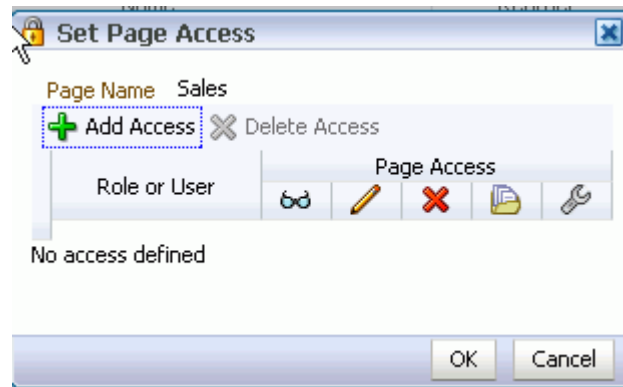 Set Page Access
Page Name Sales
Add Access Delete Access
Role or User
Page Access
No access defined
OK Cancel